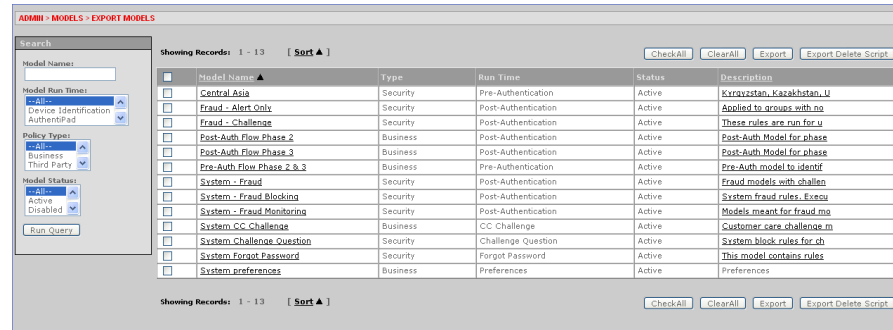 ADMIN > MODELS > EXPORT MODELS
Search
Model Name:
Model Run Time:
--All--
Device Identification
AuthentiPad
Policy Type:
--All--
Business
Third Party
Model Status:
--All--
Active
Disabled
Run Query
Showing Records: 1 - 13 [ Sort ▲ ]
CheckAll ClearAll Export Export Delete Script
Model Name ▲ Type Run Time Status Description
Central Asia Security Pre-Authentication Active Kyrgyzstan, Kazakhstan, U
Fraud - Alert Only Security Post-Authentication Active Applied to groups with no
Fraud - Challenge Security Post-Authentication Active These rules are run for u
Post-Auth Flow Phase 2 Business Post-Authentication Active Post-Auth Model for phase
Post-Auth Flow Phase 3 Business Post-Authentication Active Post-Auth Model for phase
Pre-Auth Flow Phase 2 & 3 Business Pre-Authentication Active Pre-Auth model to identif
System - Fraud Security Post-Authentication Active Fraud models with challen
System - Fraud Blocking Security Post-Authentication Active System fraud rules. Execu
System - Fraud Monitoring Security Post-Authentication Active Models meant for fraud mo
System CC Challenge Business CC Challenge Active Customer care challenge m
System Challenge Question Security Challenge Question Active System block rules for ch
System Forgot Password Security Forgot Password Active This model contains rules
System preferences Business Preferences Active Preferences
Showing Records: 1 - 13 [ Sort ▲ ]
CheckAll ClearAll Export Export Delete Script